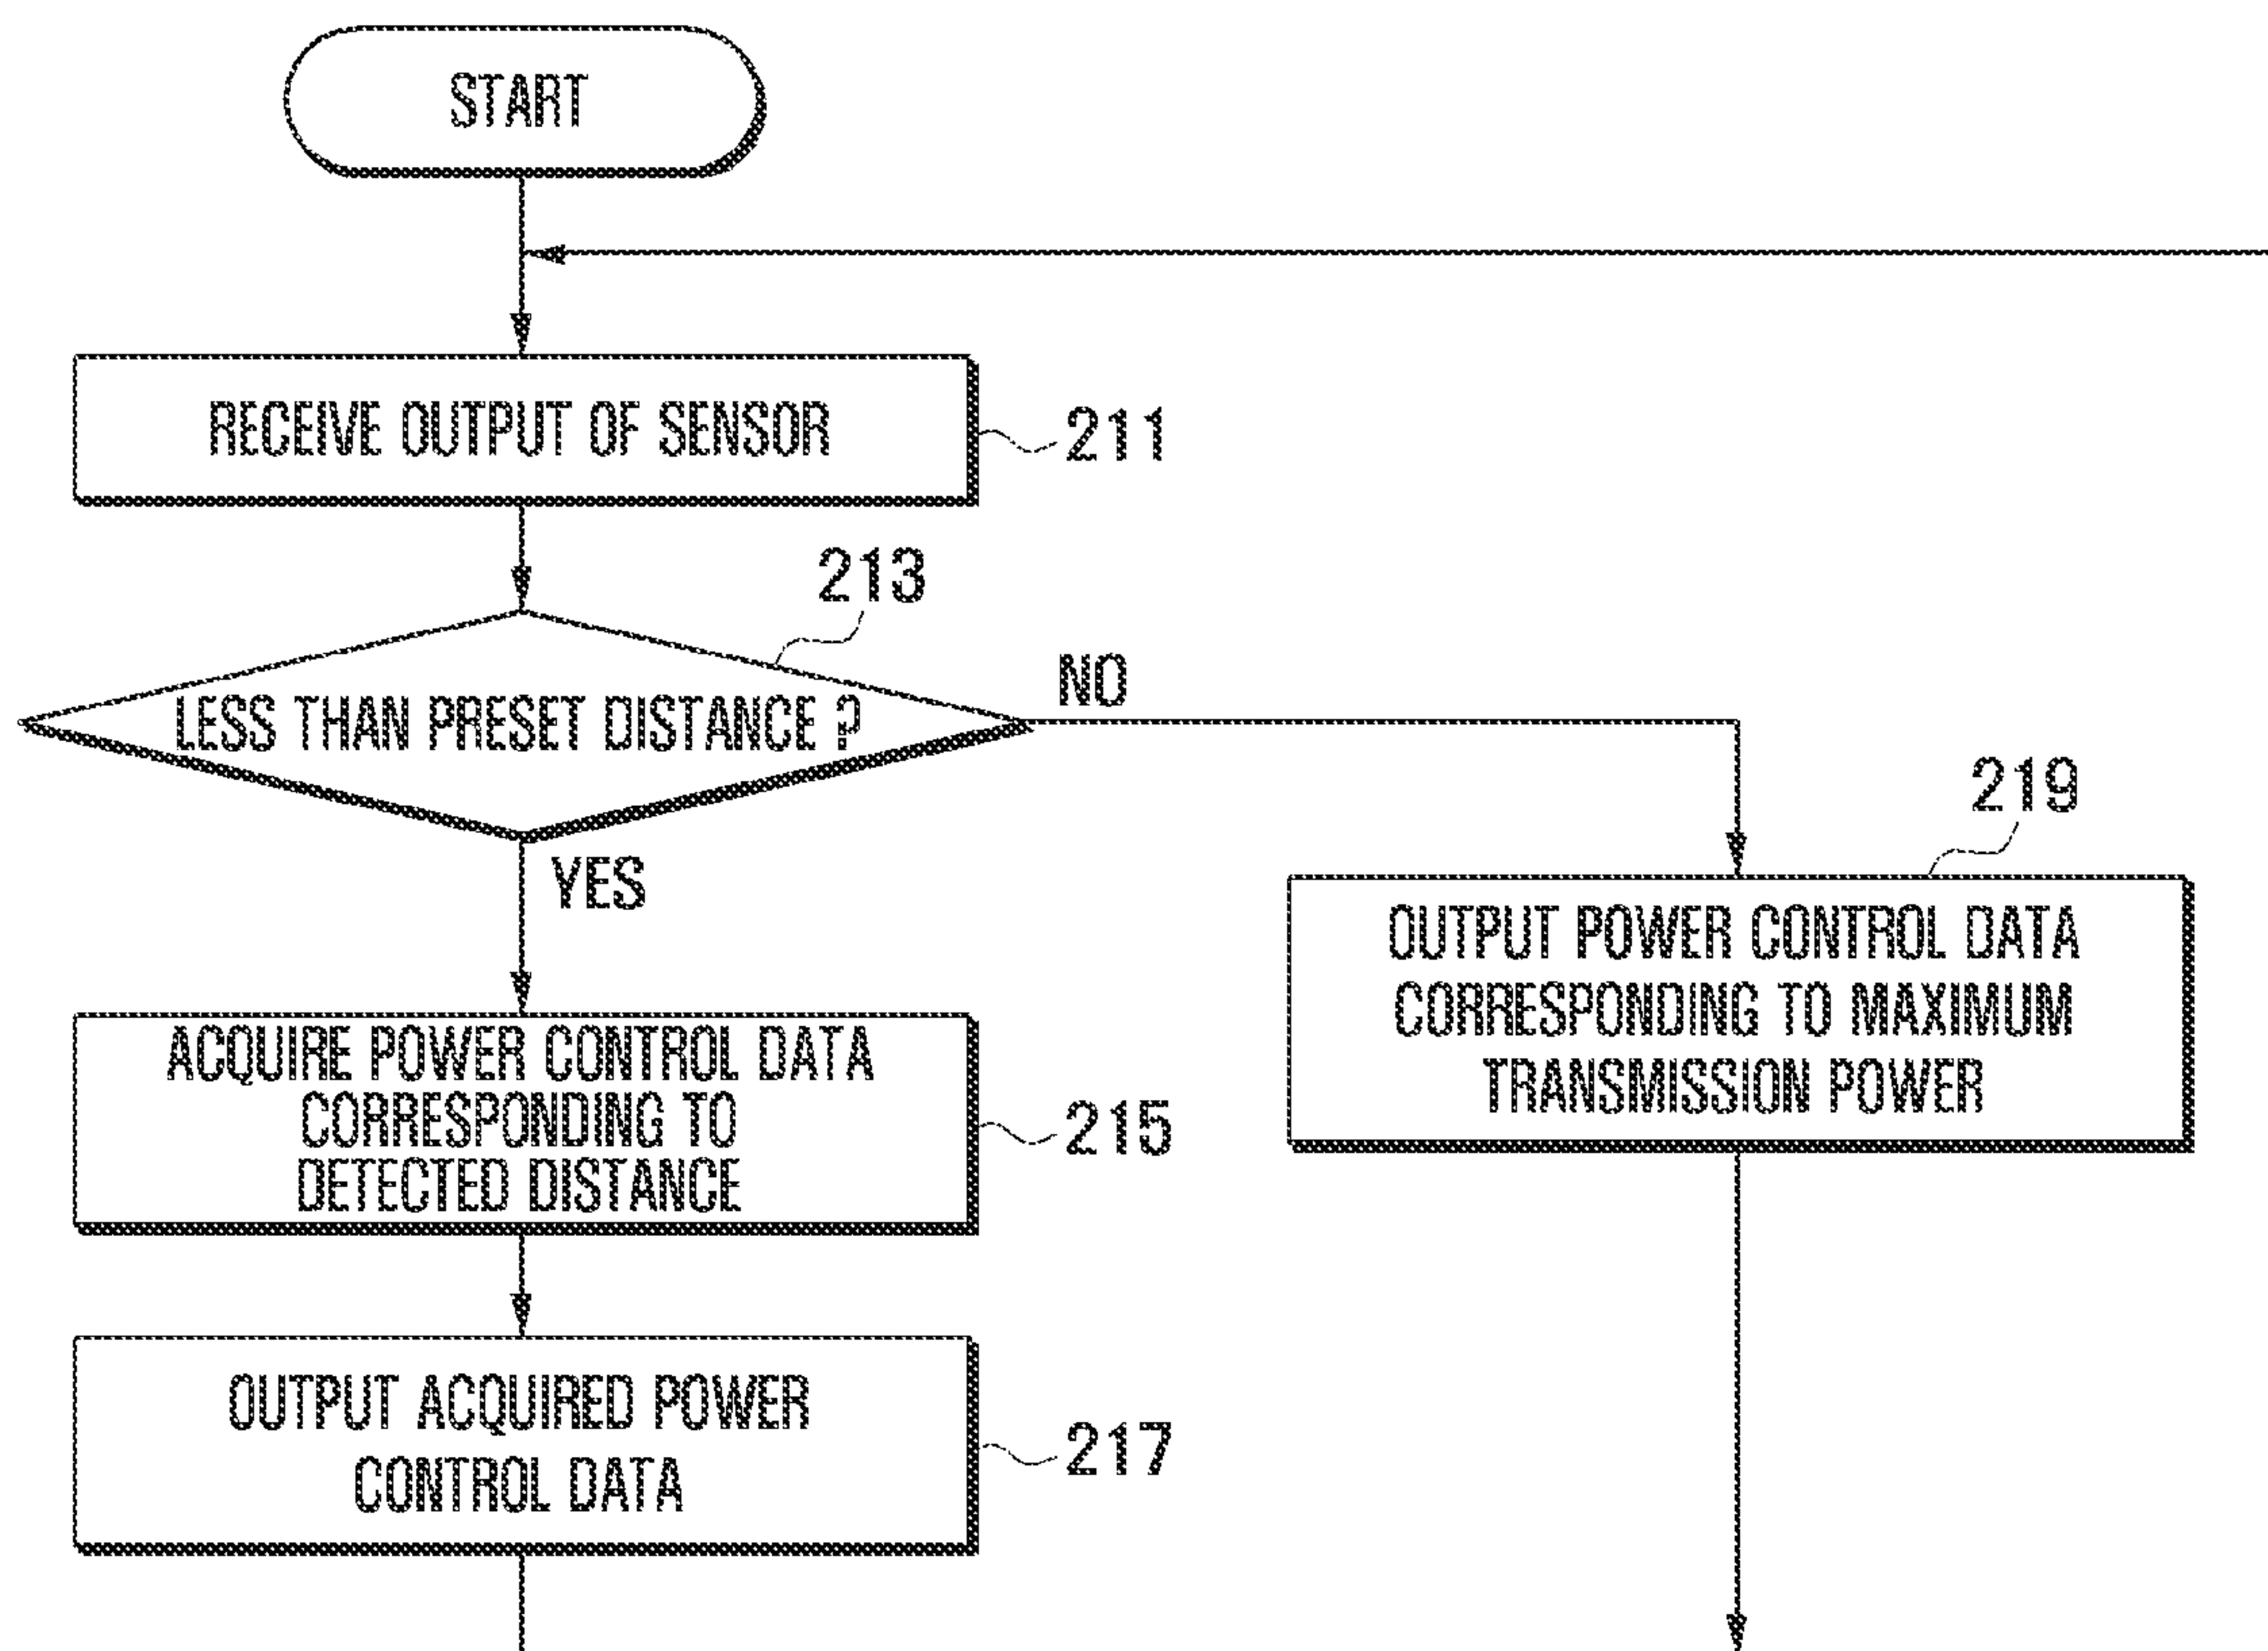 START
RECEIVE OUTPUT OF SENSOR
211
213
LESS THAN PRESET DISTANCE ?
NO
YES
219
OUTPUT POWER CONTROL DATA
CORRESPONDING TO MAXIMUM
TRANSMISSION POWER
ACQUIRE POWER CONTROL DATA
CORRESPONDING TO
DETECTED DISTANCE
215
OUTPUT ACQUIRED POWER
CONTROL DATA
217